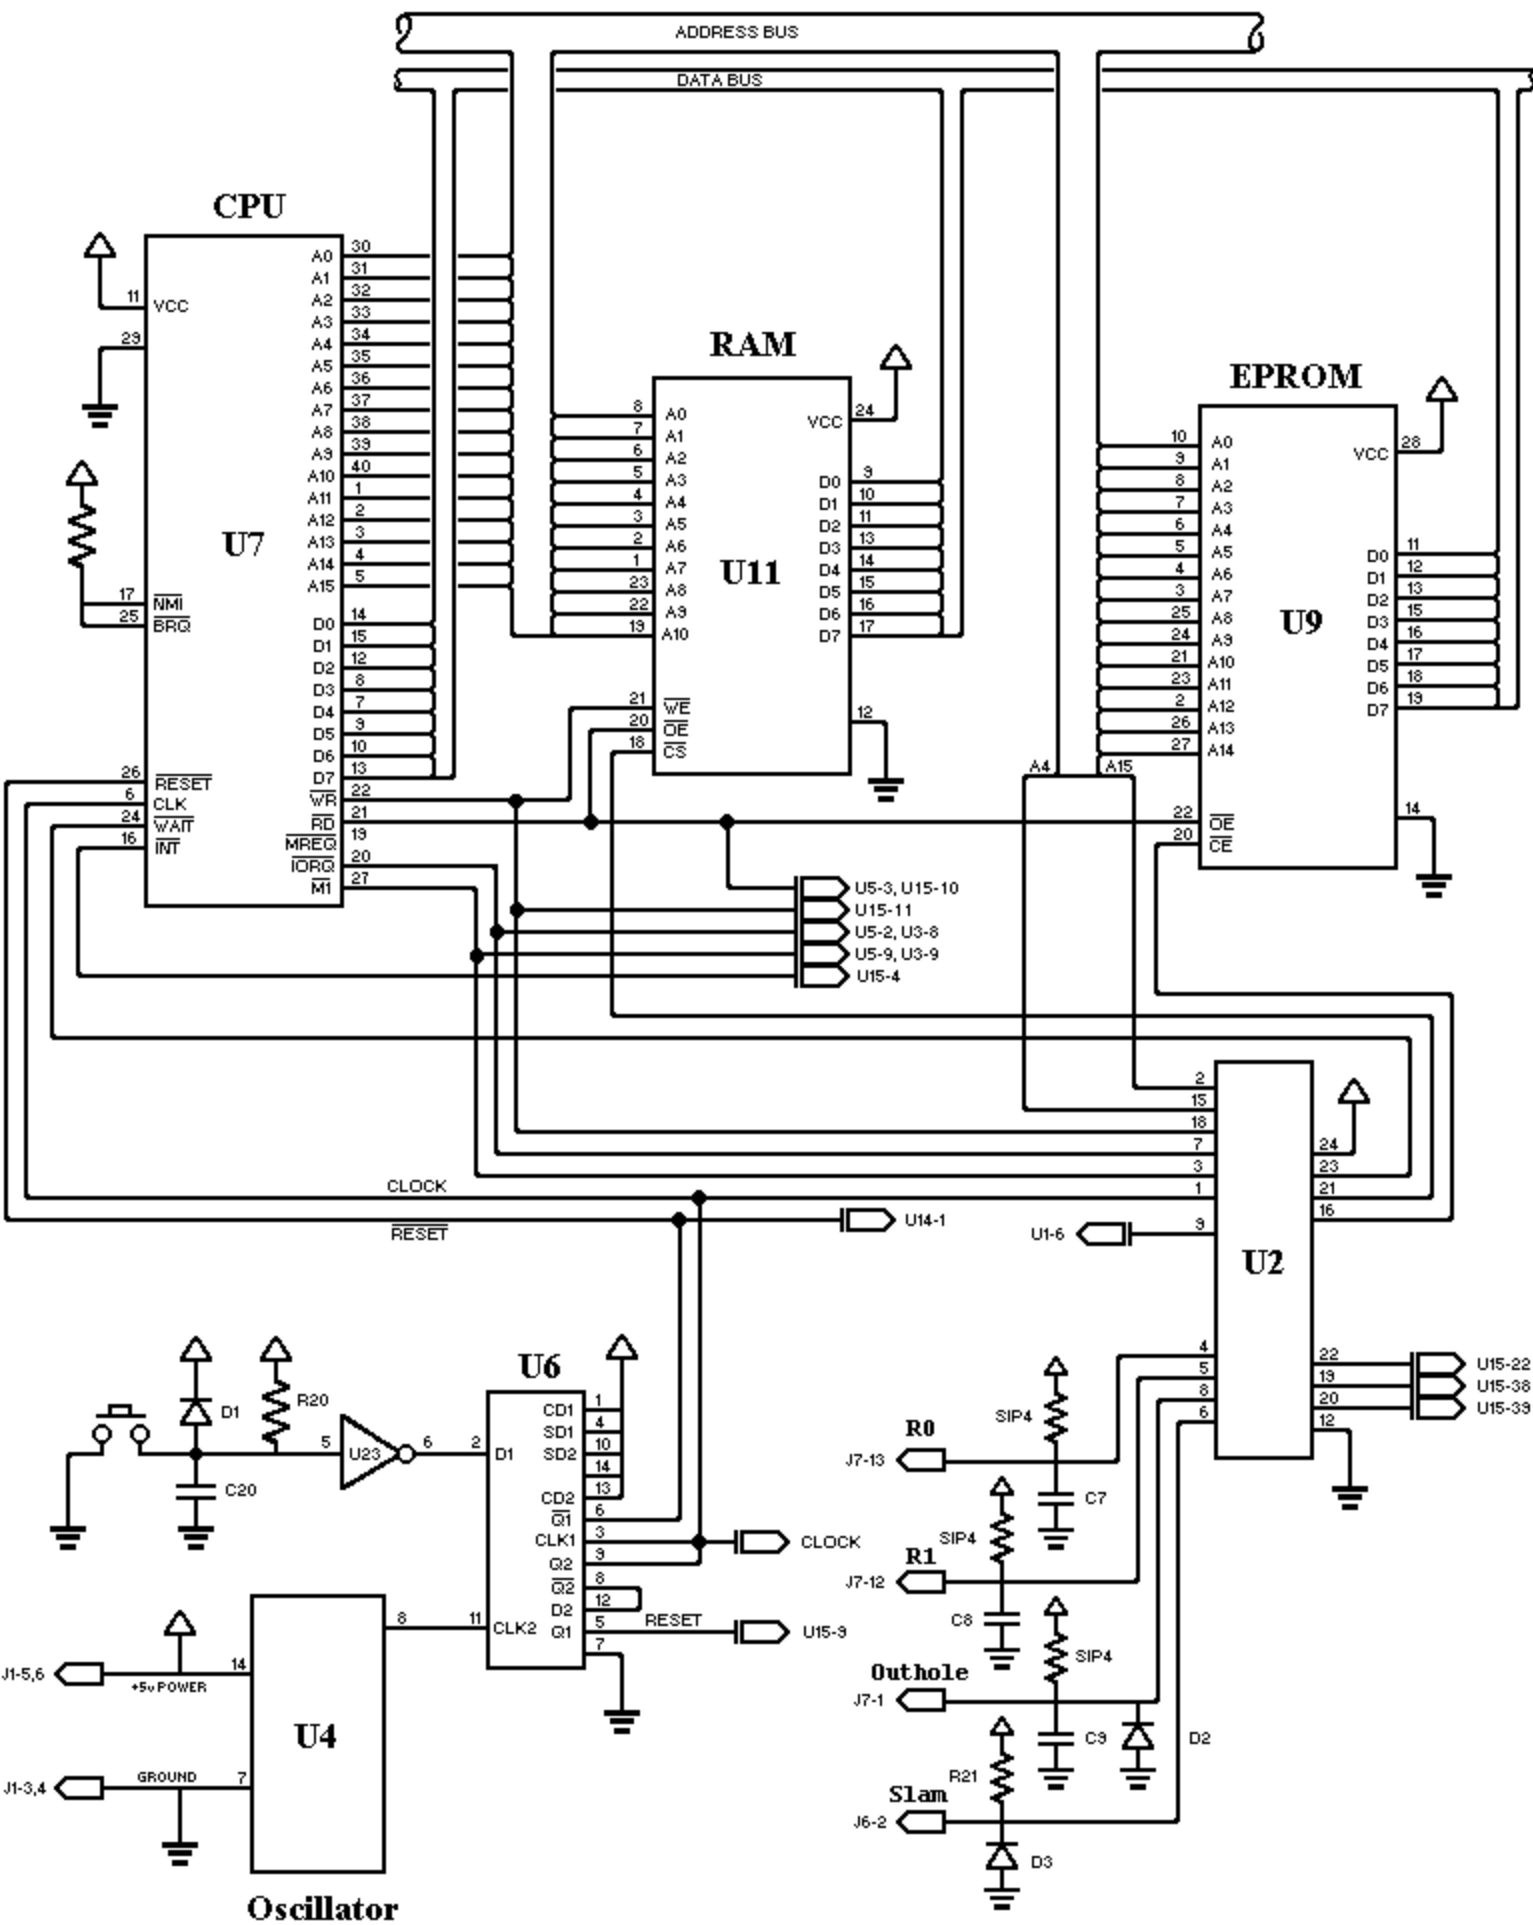 ADDRESS BUS
DATA BUS
CPU
U7
11 VCC
29
17 NMI
25 BRQ
26 RESET
6 CLK
24 WAIT
16 INT
A0 30
A1 31
A2 32
A3 33
A4 34
A5 35
A6 36
A7 37
A8 38
A9 39
A10 40
A11 1
A12 2
A13 3
A14 4
A15 5
D0 14
D1 15
D2 12
D3 8
D4 7
D5 9
D6 10
D7 13
WR 22
RD 21
MREQ 19
IORQ 20
M1 27
RAM
U11
8 A0
7 A1
6 A2
5 A3
4 A4
3 A5
2 A6
1 A7
23 A8
22 A9
19 A10
21 WE
20 OE
18 CS
VCC 24
D0 9
D1 10
D2 11
D3 13
D4 14
D5 15
D6 16
D7 17
12
EPROM
U9
10 A0
9 A1
8 A2
7 A3
6 A4
5 A5
4 A6
3 A7
25 A8
24 A9
21 A10
23 A11
2 A12
26 A13
27 A14
22 OE
20 CE
VCC 28
D0 11
D1 12
D2 13
D3 15
D4 16
D5 17
D6 18
D7 19
14
A4 A15
U5-3, U15-10
U15-11
U5-2, U3-8
U5-9, U3-9
U15-4
CLOCK
RESET
U14-1
U1-6
U2
2
15
18
7
3
1
9
4
5
8
6
24
23
21
16
22 U15-22
19 U15-38
20 U15-39
12
D1
R20
C20
5 U23 6
U6
2 D1
11 CLK2
CD1 1
SD1 4
SD2 10
14
CD2 13
Q1 6
CLK1 3
Q2 9
Q2 8
D2 12
Q1 5
7
CLOCK
RESET
U15-9
U4
8
14
7
J1-5,6
+5v POWER
J1-3,4
GROUND
Oscillator
R0
J7-13
SIP4
C7
R1
J7-12
SIP4
C8
Outhole
J7-1
SIP4
C9
D2
Slam
J6-2
R21
D3